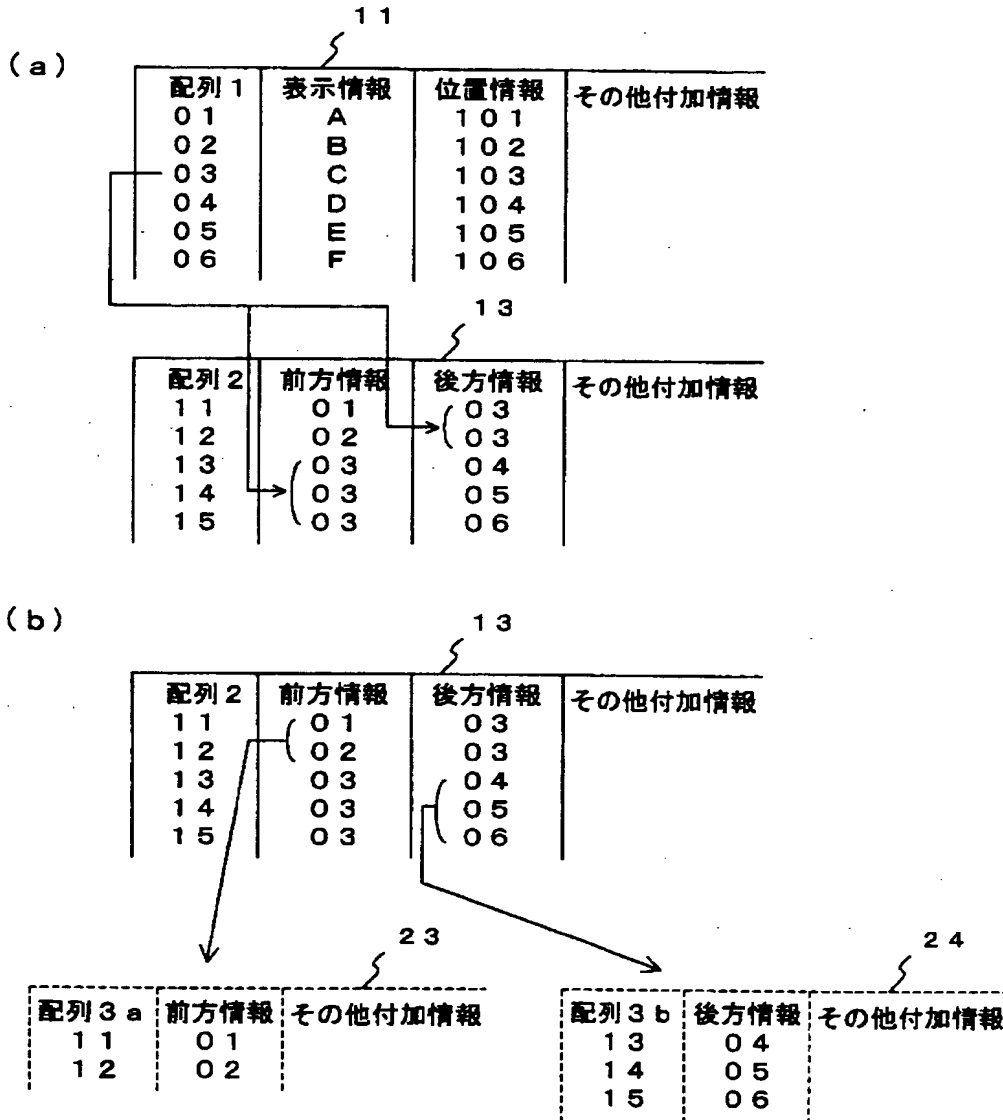 １１
(a)
配列１ 表示情報 位置情報 その他付加情報
０１ A １０１
０２ B １０２
０３ C １０３
０４ D １０４
０５ E １０５
０６ F １０６
１３
配列２ 前方情報 後方情報 その他付加情報
１１ ０１ ０３
１２ ０２ ０３
１３ ０３ ０４
１４ ０３ ０５
１５ ０３ ０６
(b)
１３
配列２ 前方情報 後方情報 その他付加情報
１１ ０１ ０３
１２ ０２ ０３
１３ ０３ ０４
１４ ０３ ０５
１５ ０３ ０６
２３
配列３a 前方情報 その他付加情報
１１ ０１
１２ ０２
２４
配列３b 後方情報 その他付加情報
１３ ０４
１４ ０５
１５ ０６